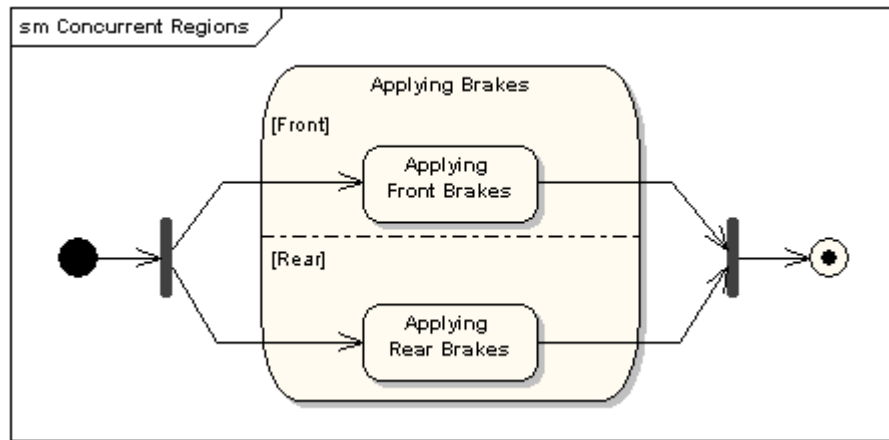 sm Concurrent Regions
Applying Brakes
[Front]
Applying
Front Brakes
[Rear]
Applying
Rear Brakes